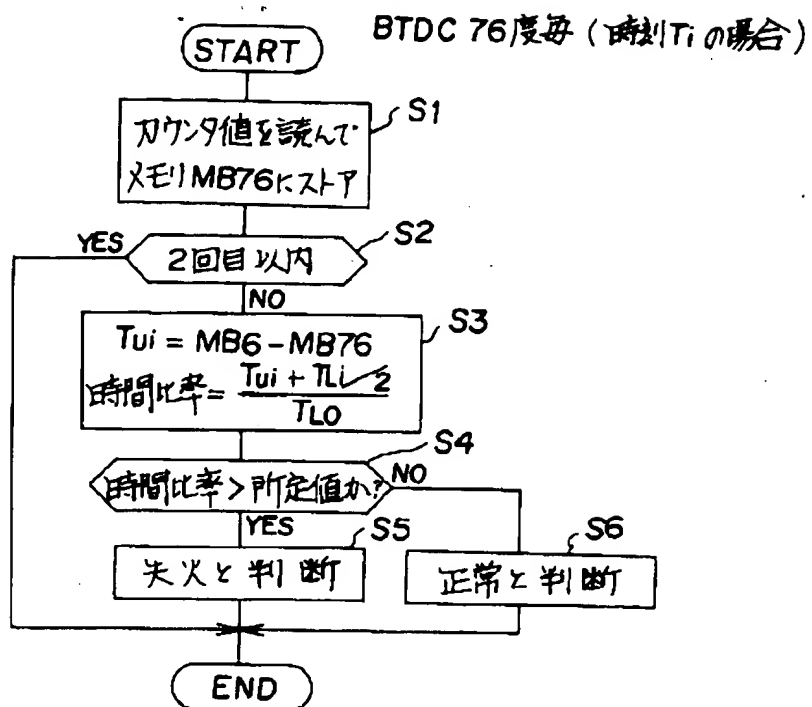 BTDC 76度毎(時刻Tiの場合)
START
S1
カウンタ値を読んで
メモリMB76にストア
S2
YES
2回目以内
NO
S3
Tui = MB6-MB76
時間比率= Tui + TLi/2
TLO
S4
時間比率>所定値か?
NO
YES
S5
S6
失火と判断
正常と判断
END